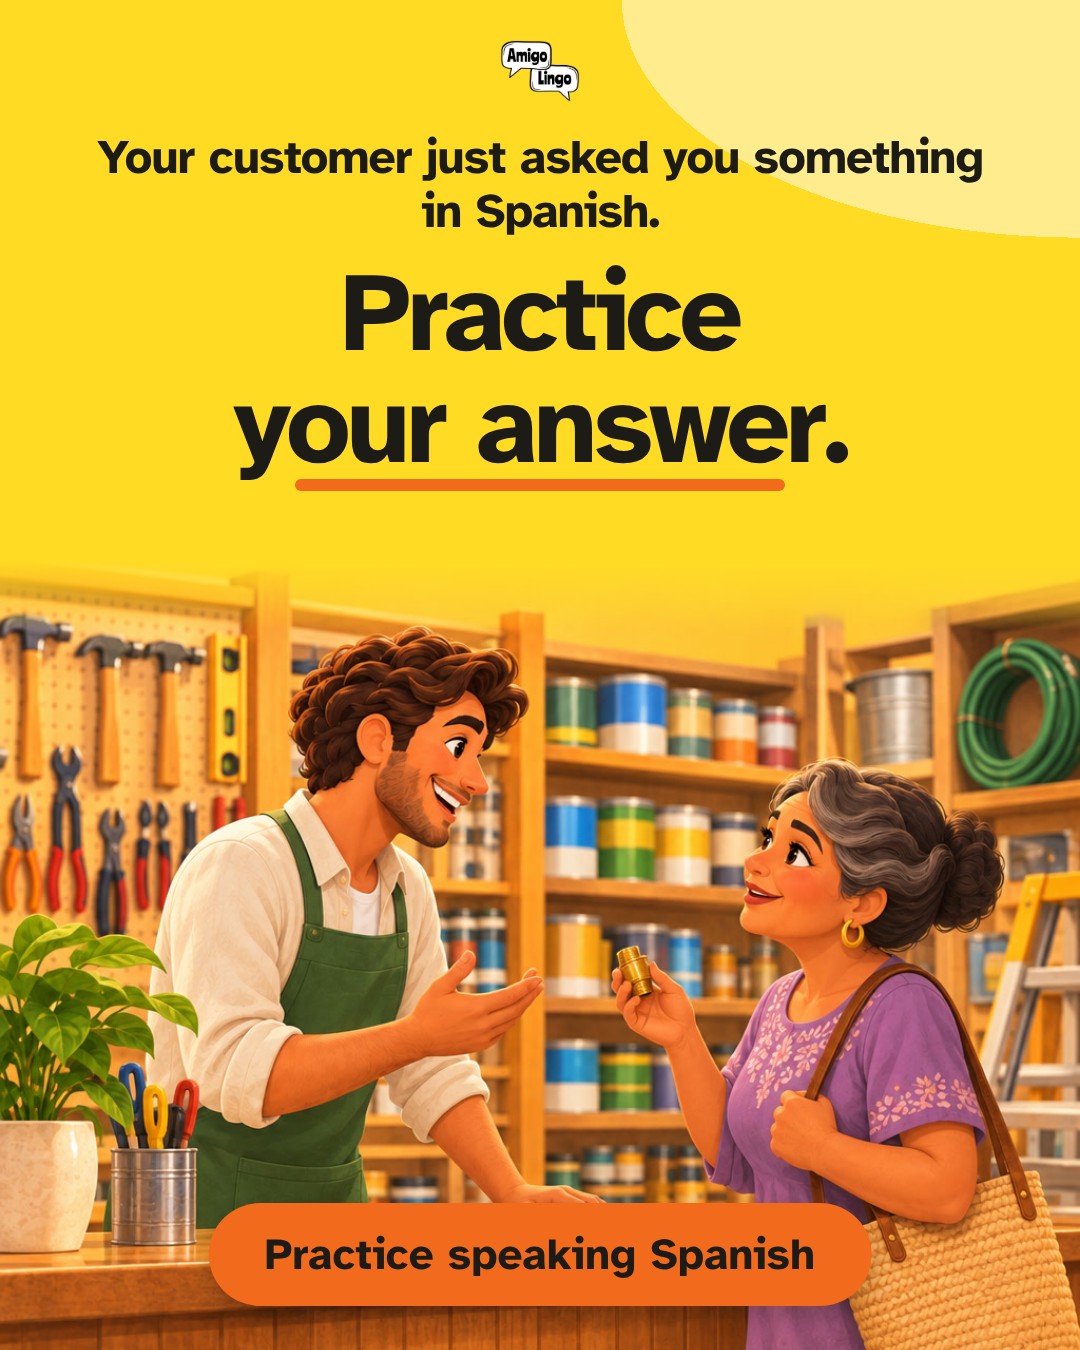 Amigo
Lingo
Your customer just asked you something
in Spanish.
Practice
your answer.
Practice speaking Spanish